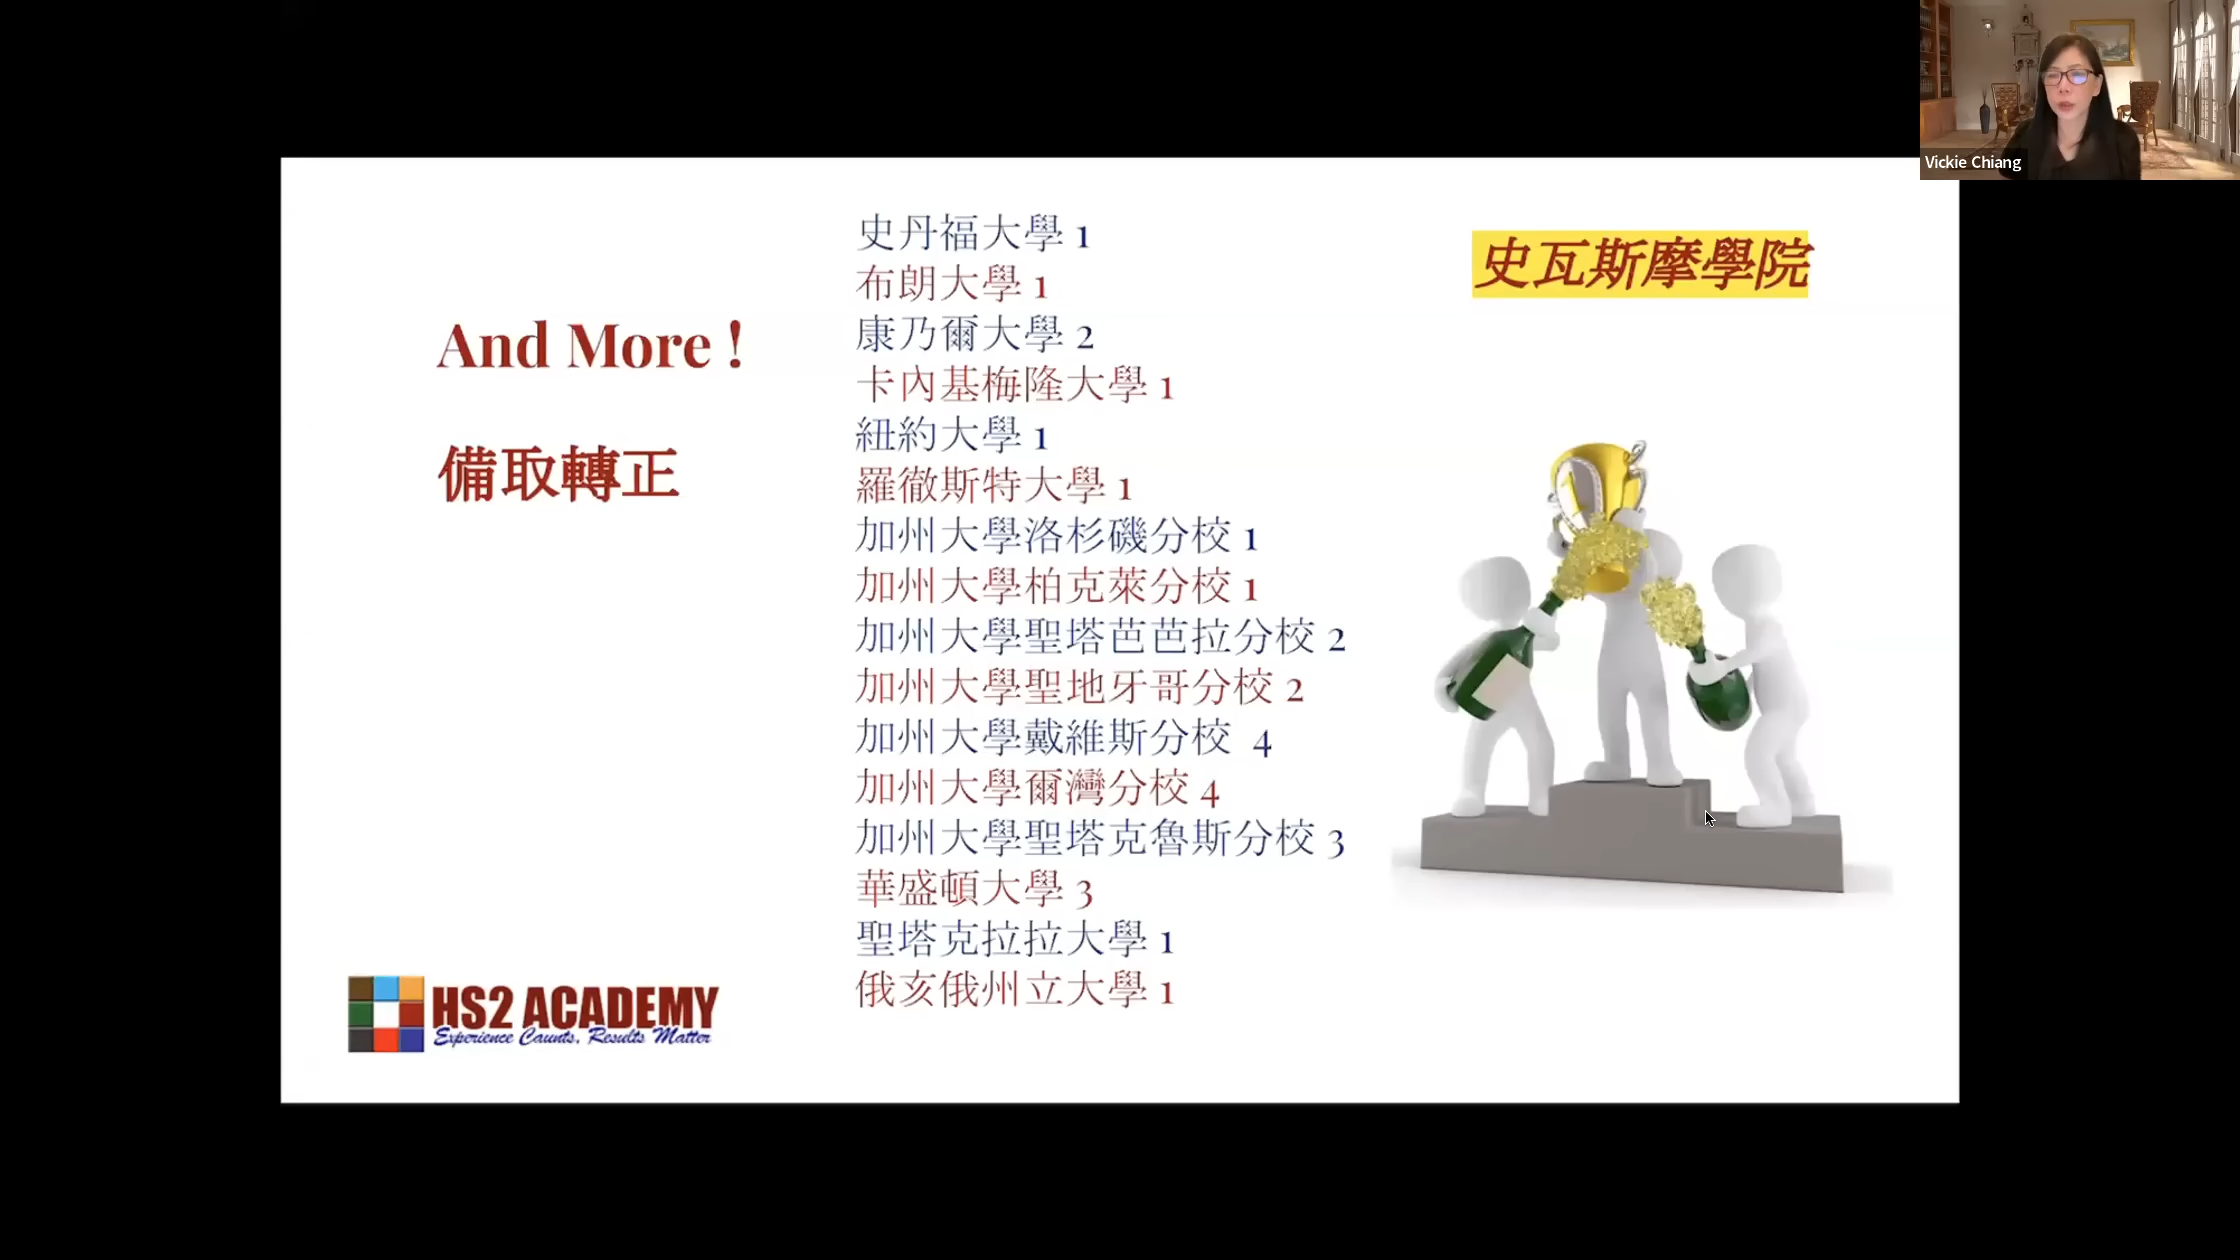 Vickie Chiang
And More !
備取轉正
史丹福大學 1
布朗大學 1
康乃爾大學 2
卡內基梅隆大學 1
紐約大學 1
羅徹斯特大學 1
加州大學洛杉磯分校 1
加州大學柏克萊分校 1
加州大學聖塔芭芭拉分校 2
加州大學聖地牙哥分校 2
加州大學戴維斯分校 4
加州大學爾灣分校 4
加州大學聖塔克魯斯分校 3
華盛頓大學 3
聖塔克拉拉大學 1
俄亥俄州立大學 1
史瓦斯摩學院
HS2 ACADEMY
Experience Counts, Results Matter